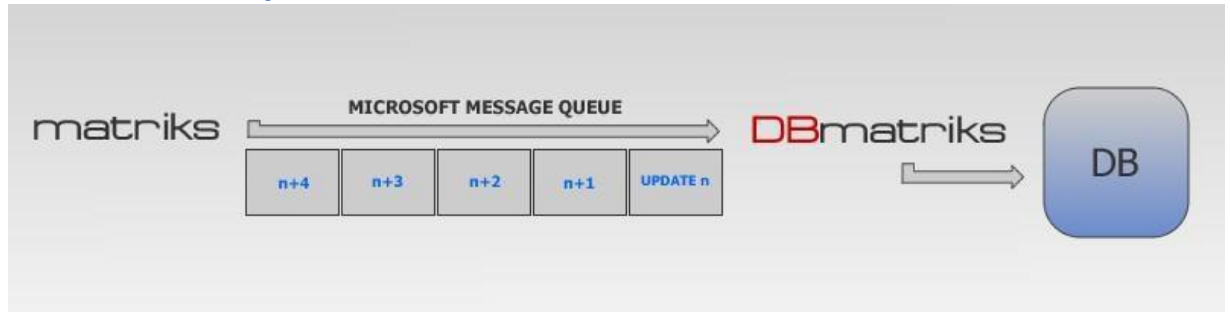 MICROSOFT MESSAGE QUEUE
matriks
DBmatriks
DB
n+4 n+3 n+2 n+1 UPDATE n